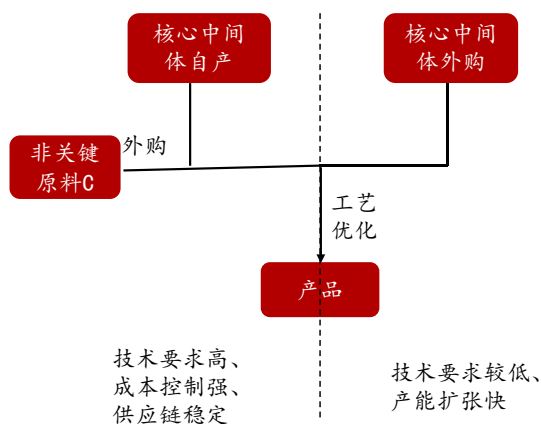 核心中间
体自产
核心中间
体外购
外购
非关键
原料C
工艺
优化
产品
技术要求高、
成本控制强、
供应链稳定
技术要求较低、
产能扩张快